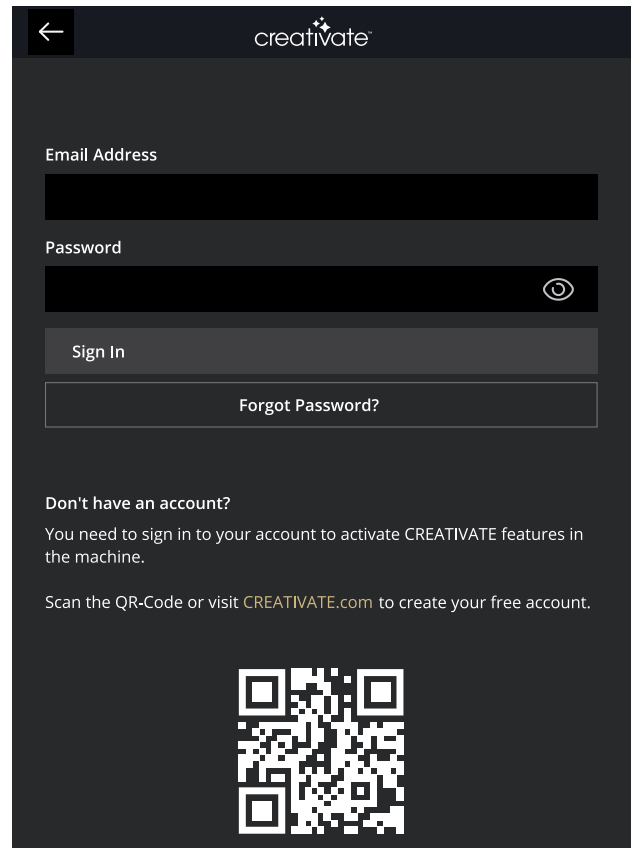 creativate™
Email Address
Password
Sign In
Forgot Password?
Don't have an account?
You need to sign in to your account to activate CREATIVATE features in
the machine.
Scan the QR-Code or visit CREATIVATE.com to create your free account.